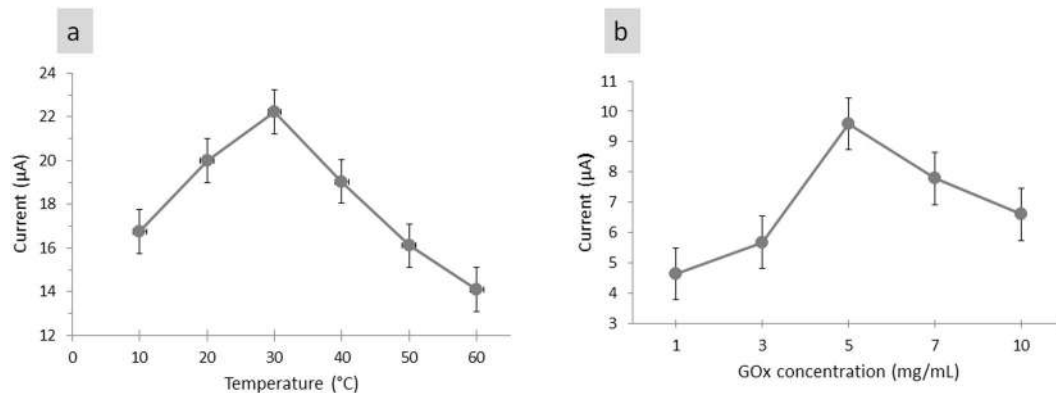 a
24
22
20
18
16
14
12
Current (µA)
0 10 20 30 40 50 60
Temperature (°C)
b
11
10
9
8
7
6
5
4
3
Current (µA)
1 3 5 7 10
GOx concentration (mg/mL)